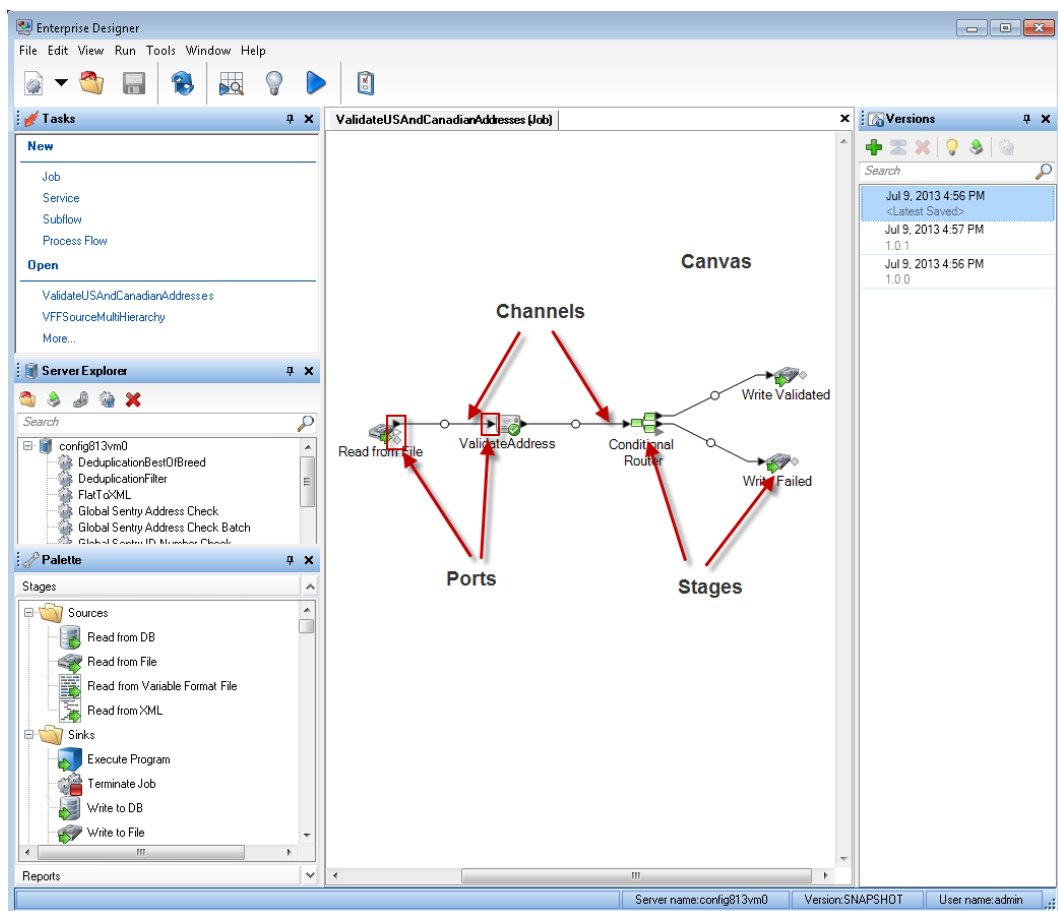 Enterprise Designer
File Edit View Run Tools Window Help
Tasks
New
Job
Service
Subflow
Process Flow
Open
ValidateUSAndCanadianAddresses
VFFSourceMultiHierarchy
More...
Server Explorer
Search
config813vm0
DeduplicationBestOfBreed
DeduplicationFilter
FlatToXML
Global Sentry Address Check
Global Sentry Address Check Batch
Global Sentry ID Number Check
Palette
Stages
Sources
Read from DB
Read from File
Read from Variable Format File
Read from XML
Sinks
Execute Program
Terminate Job
Write to DB
Write to File
Reports
ValidateUSAndCanadianAddresses (Job)
Canvas
Channels
Read from File
ValidateAddress
Conditional
Router
Write Validated
Write Failed
Ports
Stages
Versions
Search
Jul 9, 2013 4:56 PM
<Latest Saved>
Jul 9, 2013 4:57 PM
1.0.1
Jul 9, 2013 4:56 PM
1.0.0
Server name:config813vm0
Version:SNAPSHOT
User name:admin